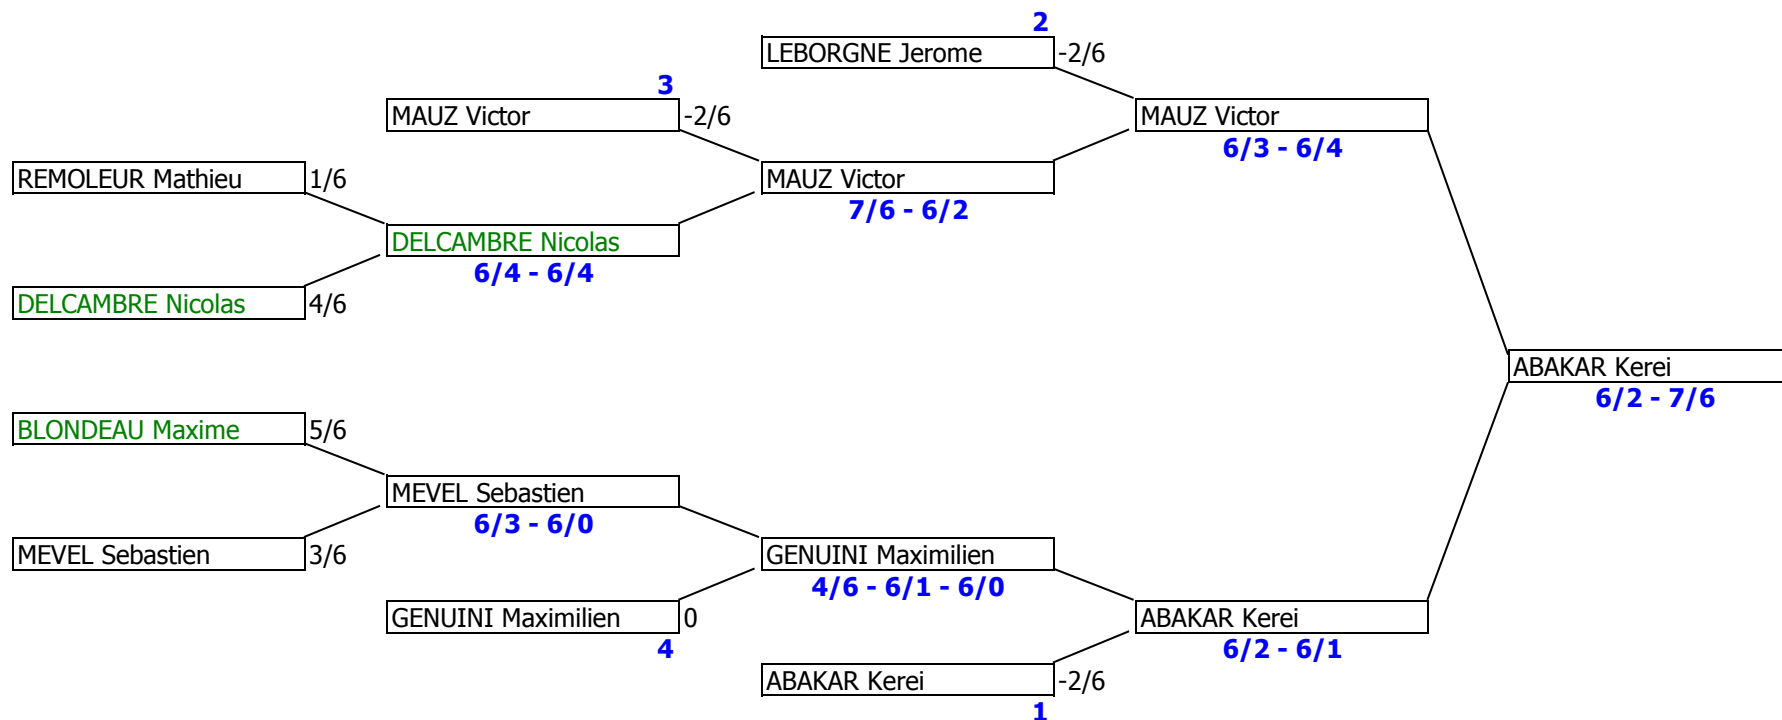 2
LEBORGNE Jerome -2/6
3
MAUZ Victor -2/6
MAUZ Victor
6/3 - 6/4
REMOLEUR Mathieu 1/6
MAUZ Victor
7/6 - 6/2
DELCAMBRE Nicolas
6/4 - 6/4
DELCAMBRE Nicolas 4/6
ABAKAR Kerei
6/2 - 7/6
BLONDEAU Maxime 5/6
MEVEL Sebastien
6/3 - 6/0
MEVEL Sebastien 3/6
GENUINI Maximilien
4/6 - 6/1 - 6/0
GENUINI Maximilien 0
4
ABAKAR Kerei
6/2 - 6/1
ABAKAR Kerei -2/6
1